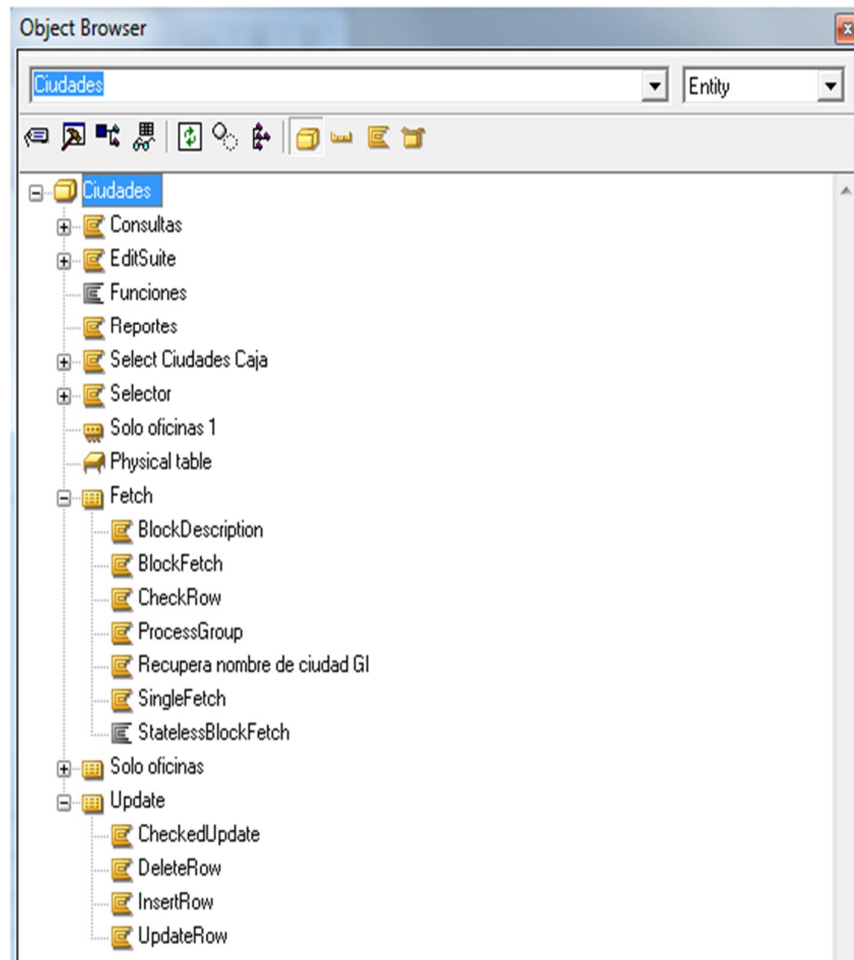 Object Browser
Ciudades
Entity
Ciudades
Consultas
EditSuite
Funciones
Reportes
Select Ciudades Caja
Selector
Solo oficinas 1
Physical table
Fetch
BlockDescription
BlockFetch
CheckRow
ProcessGroup
Recupera nombre de ciudad GI
SingleFetch
StatelessBlockFetch
Solo oficinas
Update
CheckedUpdate
DeleteRow
InsertRow
UpdateRow